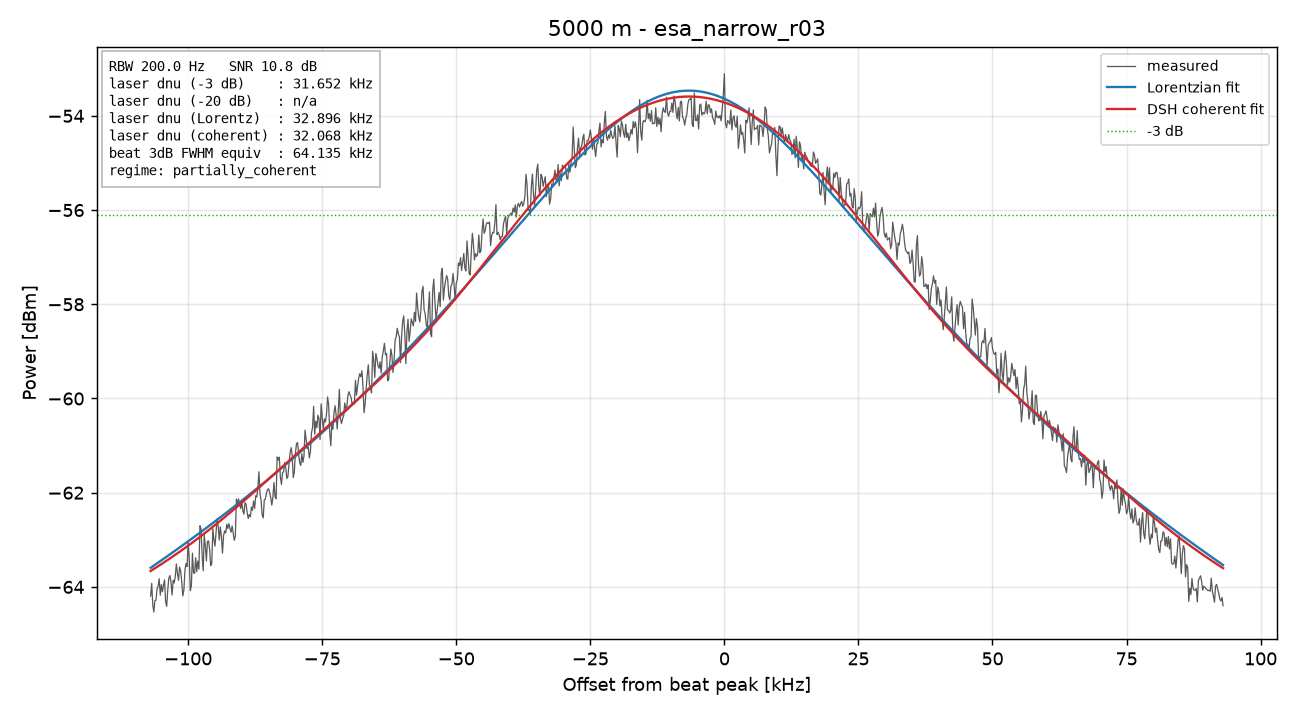 5000 m - esa_narrow_r03
RBW 200.0 Hz   SNR 10.8 dB
laser dnu (-3 dB)    : 31.652 kHz
laser dnu (-20 dB)   : n/a
laser dnu (Lorentz)  : 32.896 kHz
laser dnu (coherent) : 32.068 kHz
beat 3dB FWHM equiv  : 64.135 kHz
regime: partially_coherent
measured
Lorentzian fit
DSH coherent fit
-3 dB
−54
−56
−58
−60
−62
−64
Power [dBm]
−100 −75 −50 −25 0 25 50 75 100
Offset from beat peak [kHz]